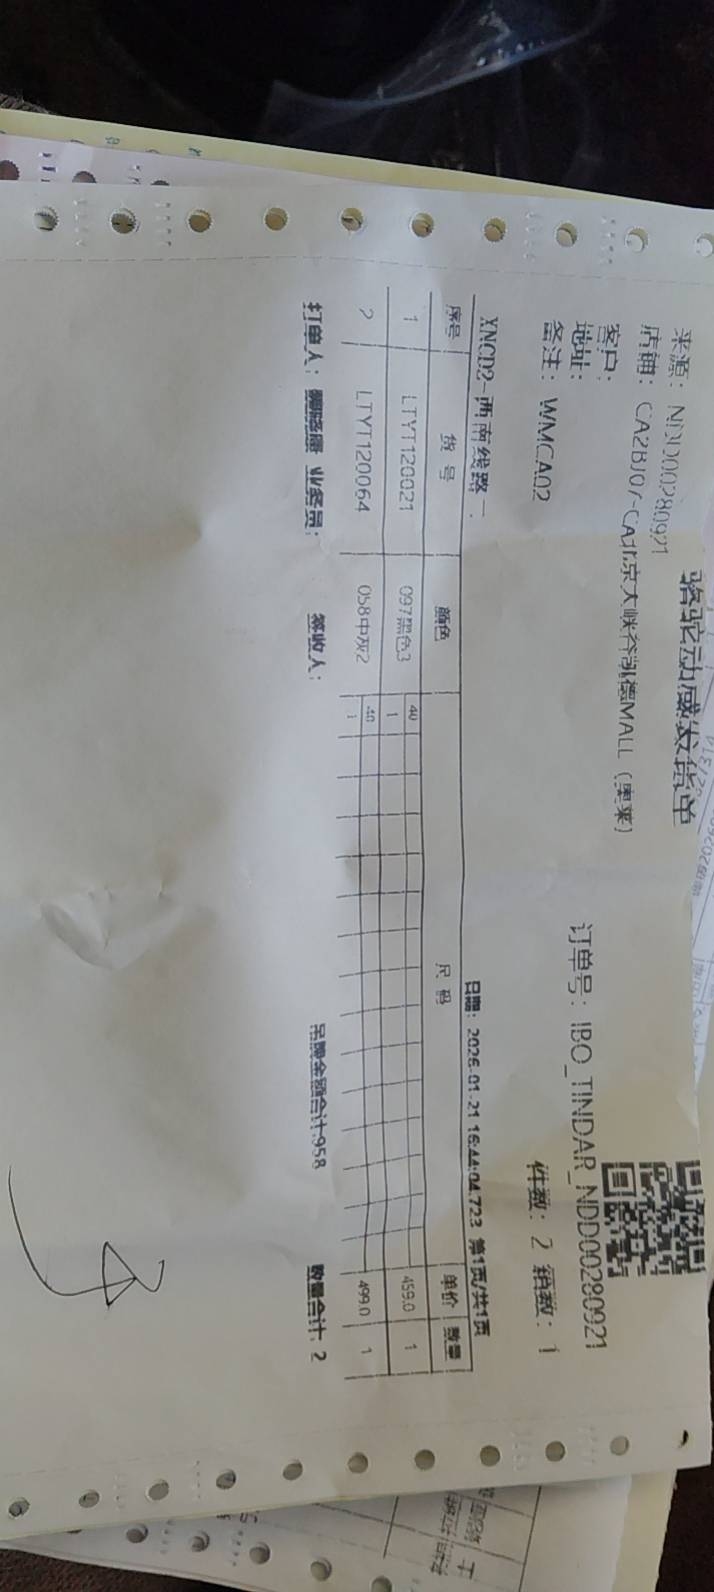 骆驼动感发货单
来源：NDD00280921
店铺：CA2BJ07-CA北京大峡谷凯德MALL（奥莱）
订单号：IBO_TINDAR_NDD00280921
客户：
地址：
件数：2 箱数：1
备注：WMCA02
XNCD2-西南线路一
日期：2026-01-21 16:44:04.723 第1页/共1页
序号 货号 颜色 尺码 单价 数量
40
1 LTYT120021 097黑色3 1 459.0 1
40
2 LTYT120064 058中灰2 1 499.0 1
打单人： 业务员： 签收人： 吊牌金额合计:958 数量合计: 2